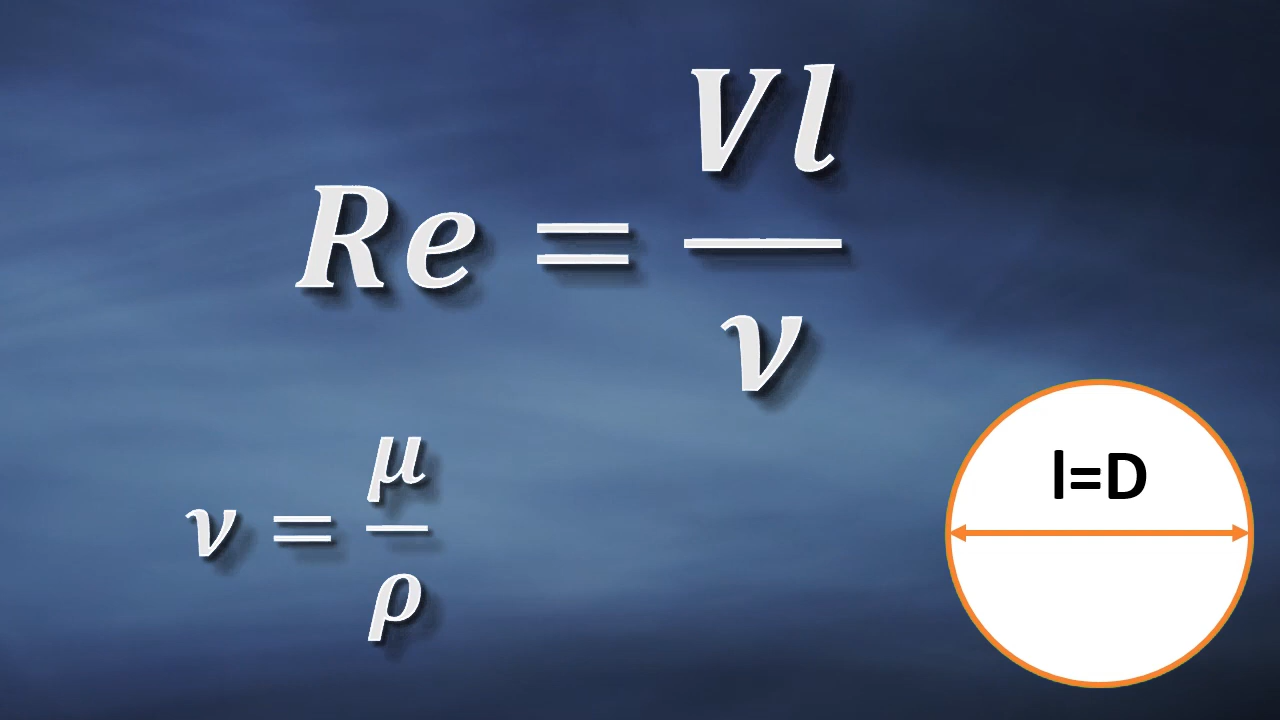 Re = Vl/ν
ν = μ/ρ
l=D